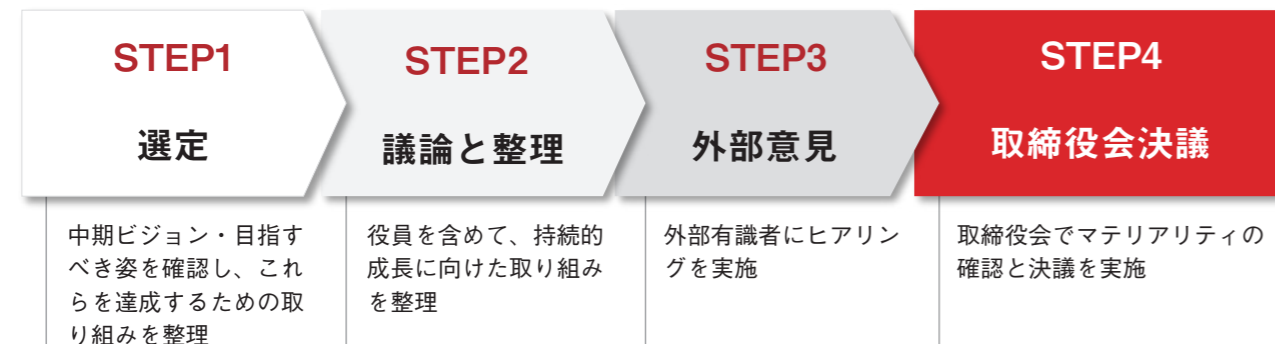 STEP1
選定
中期ビジョン・目指す
べき姿を確認し、これ
らを達成するための取
り組みを整理
STEP2
議論と整理
役員を含めて、持続的
成長に向けた取り組み
を整理
STEP3
外部意見
外部有識者にヒアリン
グを実施
STEP4
取締役会決議
取締役会でマテリアリティの
確認と決議を実施